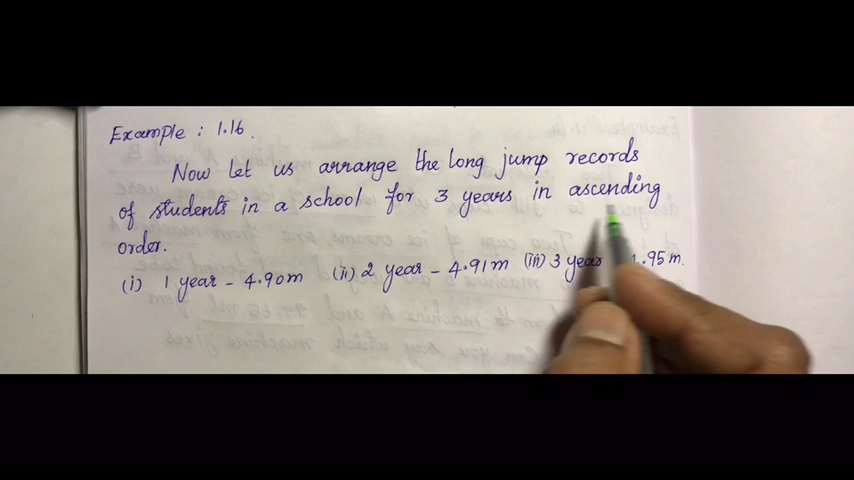 Example : 1.16.
Now let us arrange the long jump records
of students in a school for 3 years in ascending
order.
(i) 1 year - 4.90m (ii) 2 year - 4.91m (iii) 3 year .95m.